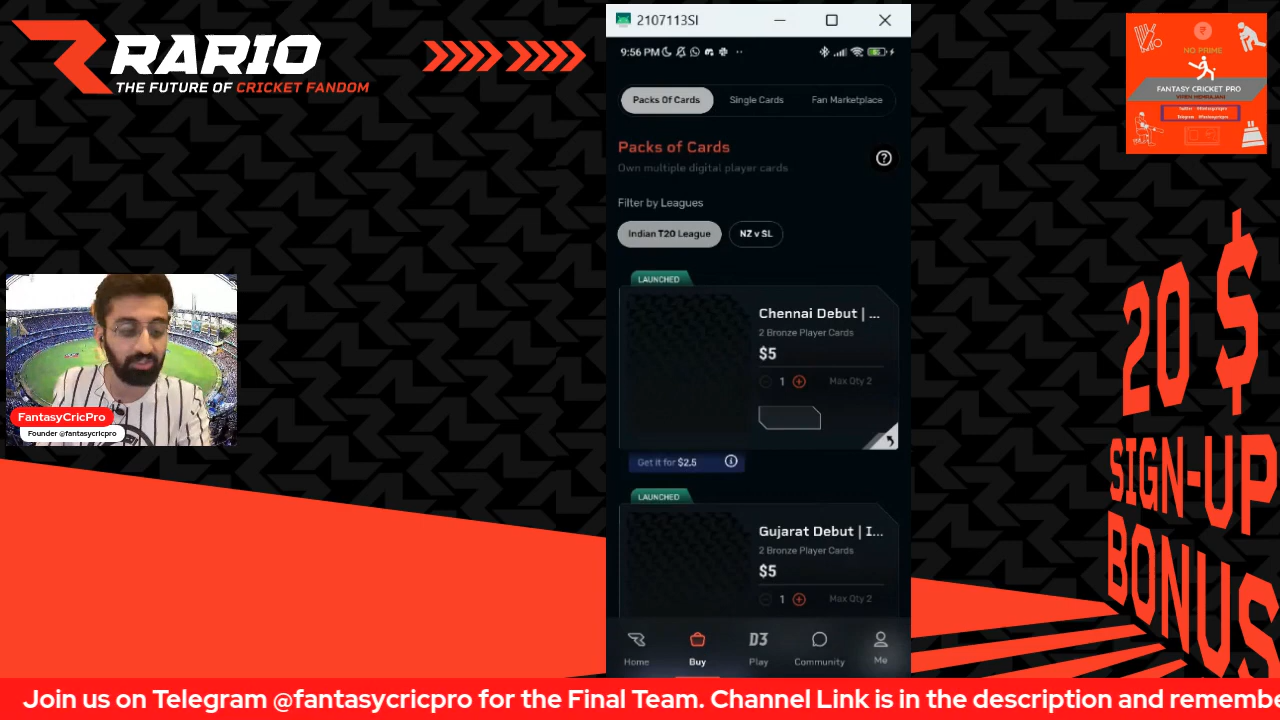 RARIO
THE FUTURE OF CRICKET FANDOM
2107113SI
9:56 PM
Packs Of Cards
Single Cards
Fan Marketplace
Packs of Cards
Own multiple digital player cards
?
Filter by Leagues
Indian T20 League
NZ v SL
LAUNCHED
Chennai Debut | ...
2 Bronze Player Cards
$5
1
Max Qty 2
Get it for $2.5
LAUNCHED
Gujarat Debut | I...
2 Bronze Player Cards
$5
1
Max Qty 2
Home
Buy
D3
Play
Community
Me
FantasyCricPro
Founder @fantasycricpro
NO PRIME
FANTASY CRICKET PRO
20 $
SIGN-UP
BONUS
Join us on Telegram @fantasycricpro for the Final Team. Channel Link is in the description and remembe